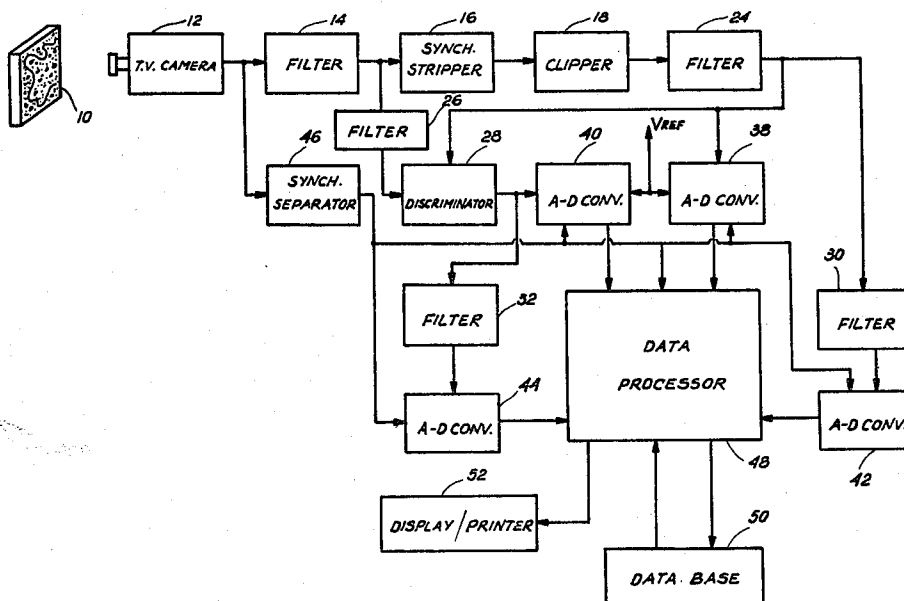 12
14
16
18
24
T.V. CAMERA
FILTER
SYNCH.
STRIPPER
CLIPPER
FILTER
10
26
FILTER
46
28
40
VREF
38
SYNCH.
SEPARATOR
DISCRIMINATOR
A-D CONV.
A-D CONV.
30
FILTER
32
FILTER
DATA
PROCESSOR
44
A-D CONV.
A-D CONV.
42
48
52
DISPLAY / PRINTER
50
DATA BASE